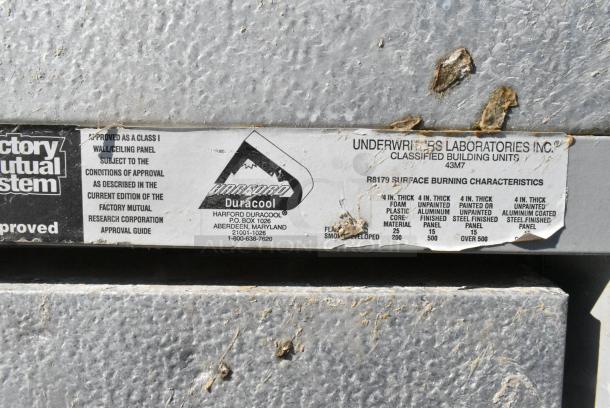 ctory
utual
stem
proved
APPROVED AS A CLASS I
WALL/CEILING PANEL
SUBJECT TO THE
CONDITIONS OF APPROVAL
AS DESCRIBED IN THE
CURRENT EDITION OF THE
FACTORY MUTUAL
RESEARCH CORPORATION
APPROVAL GUIDE
HARFORD
Duracool
HARFORD DURACOOL®
P.O. BOX 1026
ABERDEEN, MARYLAND
21001-1026
1-800-638-7620
UNDERWRITERS LABORATORIES INC.®
CLASSIFIED BUILDING UNITS
43M7
R8179 SURFACE BURNING CHARACTERISTICS
4 IN. THICK
FOAM
PLASTIC
CORE
MATERIAL
25
200
4 IN. THICK
UNPAINTED
ALUMINUM
FINISHED
PANEL
15
500
4 IN. THICK
PAINTED OR
UNPAINTED
STEEL FINISHED
PANEL
15
OVER 500
4 IN. THICK
UNPAINTED
ALUMINUM COATED
STEEL FINISHED
PANEL